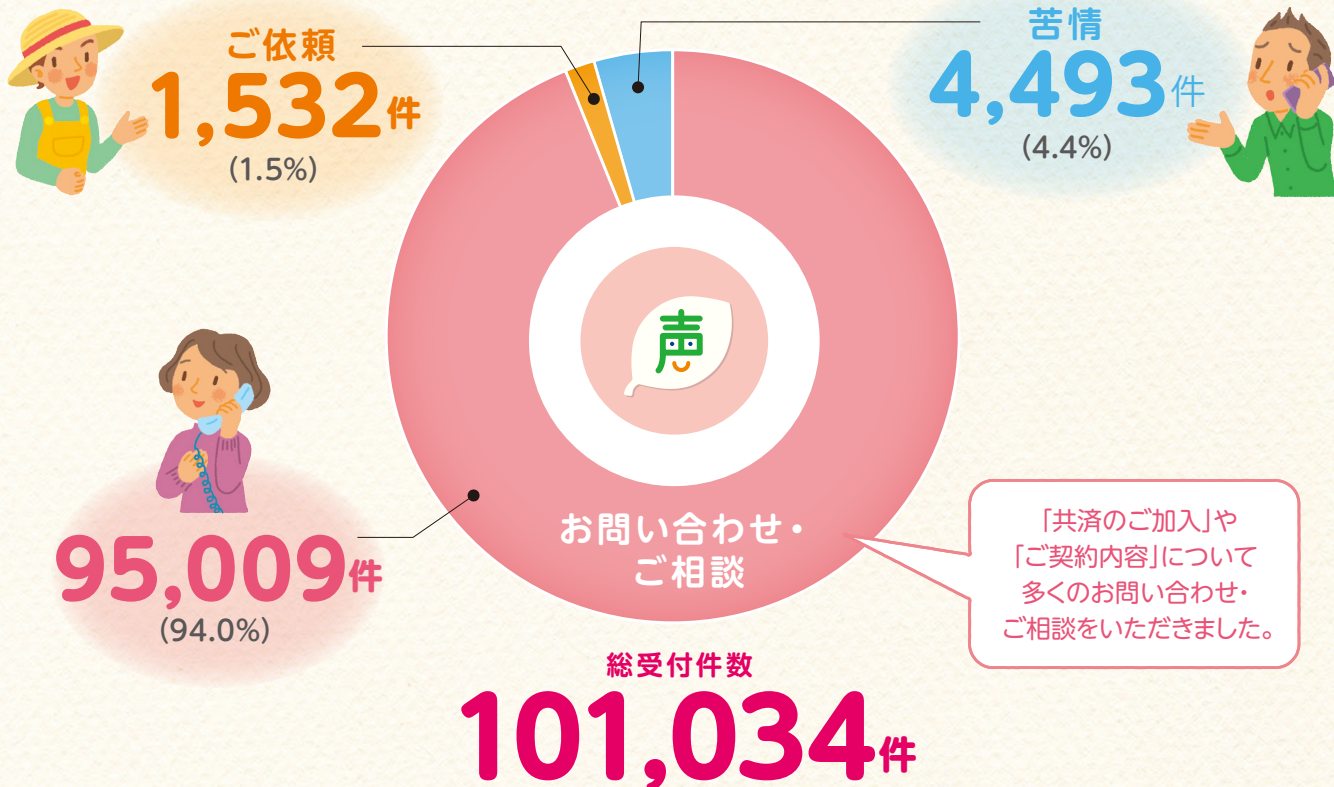 ご依頼
1,532件
(1.5%)
苦情
4,493件
(4.4%)
声
95,009件
(94.0%)
お問い合わせ・
ご相談
「共済のご加入」や
「ご契約内容」について
多くのお問い合わせ・
ご相談をいただきました。
総受付件数
101,034件